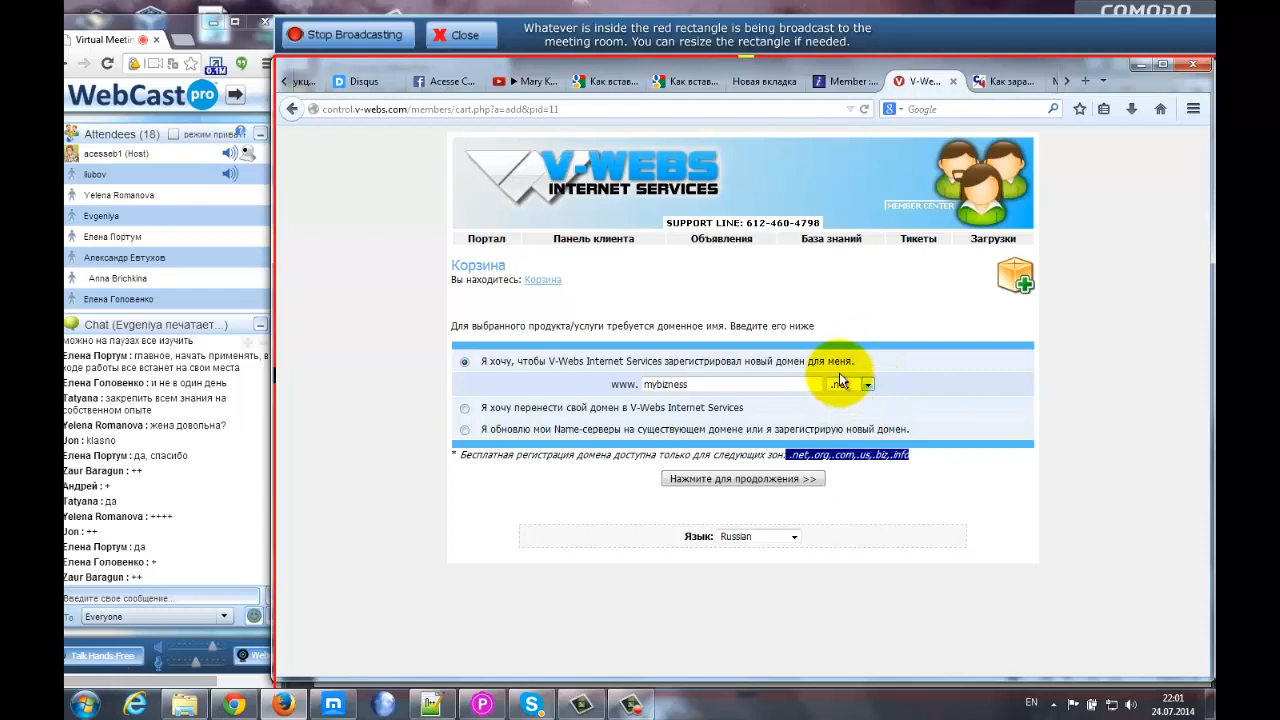 COMODO
Virtual Meetin
Stop Broadcasting
Close
Whatever is inside the red rectangle is being broadcast to the
meeting room. You can resize the rectangle if needed.
0.1M
WebCast pro
Attendees (18)
режим прива
acesseb1 (Host)
liubov
Yelena Romanova
Evgeniya
Елена Портум
Александр Евтухов
Anna Brichkina
Елена Головенко
Chat (Evgeniya печатает...)
можно на паузах все изучить
Елена Портум : главное, начать применять, в
ходе работы все встанет на свои места
Елена Головенко : и не в один день
Tatyana : закрепить всем знания на
собственном опыте
Yelena Romanova : жена довольна?
Jon : klasno
Елена Портум : да, спасибо
Zaur Baragun : ++
Андрей : +
Tatyana : да
Yelena Romanova : ++++
Jon : ++
Елена Портум : да
Елена Головенко : +
Zaur Baragun : ++
Введите свое сообщение...
To
Everyone
Talk Hands-Free
Web
укц...
Disqus
Acesse C...
Mary K...
Как встав...
Как встав...
Новая вкладка
Member :...
V-We...
Как зара...
control.v-webs.com/members/cart.php?a=add&pid=11
Google
V-WEBS
INTERNET SERVICES
MEMBER CENTER
SUPPORT LINE: 612-460-4798
Портал
Панель клиента
Объявления
База знаний
Тикеты
Загрузки
Корзина
Вы находитесь: Корзина
Для выбранного продукта/услуги требуется доменное имя. Введите его ниже
Я хочу, чтобы V-Webs Internet Services зарегистрировал новый домен для меня.
www. mybizness .net
Я хочу перенести свой домен в V-Webs Internet Services
Я обновлю мои Name-серверы на существующем домене или я зарегистрирую новый домен.
* Бесплатная регистрация домена доступна только для следующих зон: .net,.org,.com,.us,.biz,.info
Нажмите для продолжения >>
Язык: Russian
EN
22:01
24.07.2014